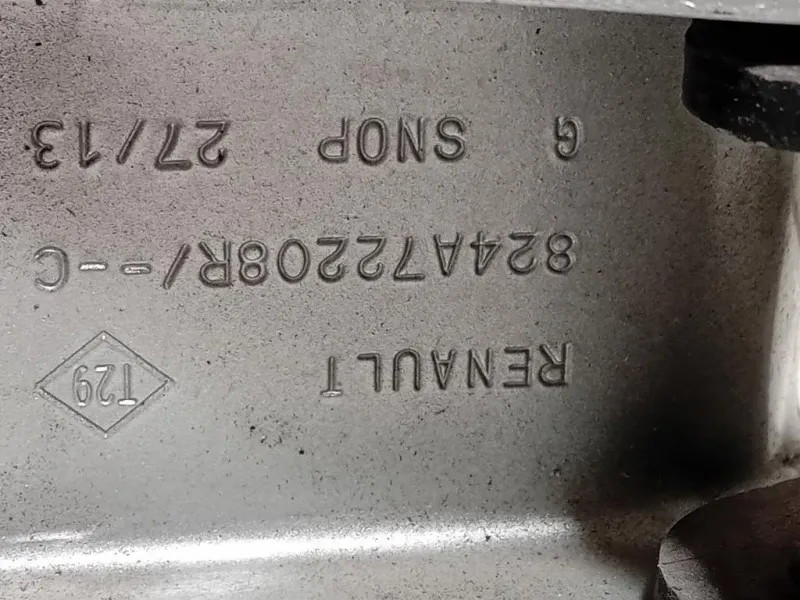 RENAULT T29
824A72208R/--C
G SNOP 27/13